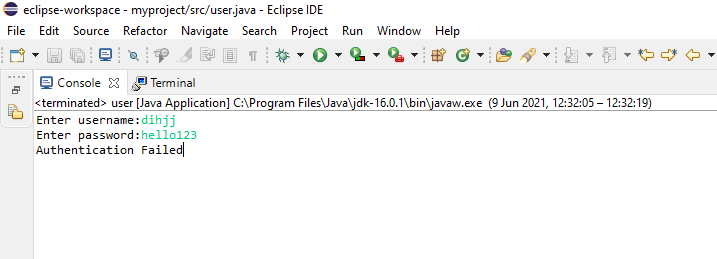 eclipse-workspace - myproject/src/user.java - Eclipse IDE
File Edit Source Refactor Navigate Search Project Run Window Help
Console Terminal
<terminated> user [Java Application] C:\Program Files\Java\jdk-16.0.1\bin\javaw.exe (9 Jun 2021, 12:32:05 – 12:32:19)
Enter username:dihjj
Enter password:hello123
Authentication Failed